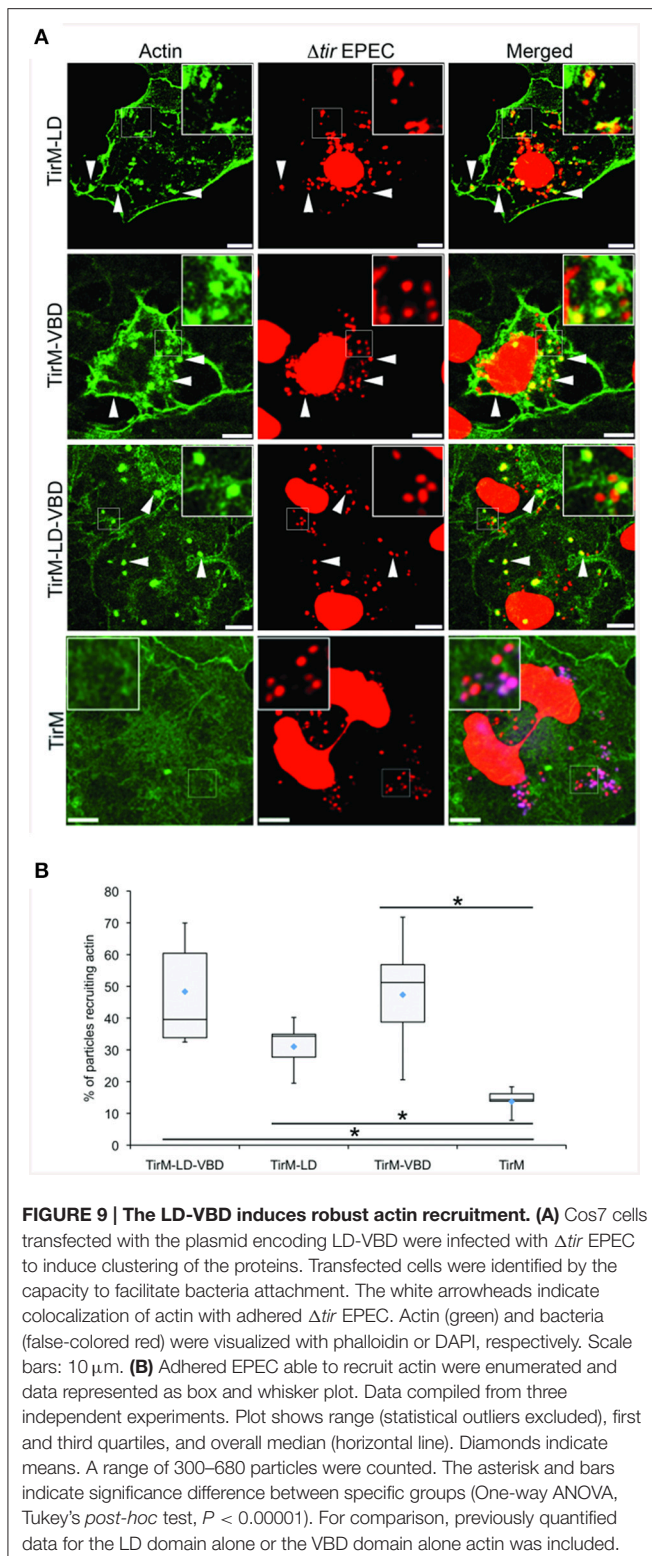 A
Actin
Δtir EPEC
Merged
TirM-LD
TirM-VBD
TirM-LD-VBD
TirM
B
% of particles recruiting actin
80
70
60
50
40
30
20
10
0
*
*
*
TirM-LD-VBD
TirM-LD
TirM-VBD
TirM
FIGURE 9 | The LD-VBD induces robust actin recruitment. (A) Cos7 cells
transfected with the plasmid encoding LD-VBD were infected with Δtir EPEC
to induce clustering of the proteins. Transfected cells were identified by the
capacity to facilitate bacteria attachment. The white arrowheads indicate
colocalization of actin with adhered Δtir EPEC. Actin (green) and bacteria
(false-colored red) were visualized with phalloidin or DAPI, respectively. Scale
bars: 10 μm. (B) Adhered EPEC able to recruit actin were enumerated and
data represented as box and whisker plot. Data compiled from three
independent experiments. Plot shows range (statistical outliers excluded), first
and third quartiles, and overall median (horizontal line). Diamonds indicate
means. A range of 300–680 particles were counted. The asterisk and bars
indicate significance difference between specific groups (One-way ANOVA,
Tukey's post-hoc test, P < 0.00001). For comparison, previously quantified
data for the LD domain alone or the VBD domain alone actin was included.